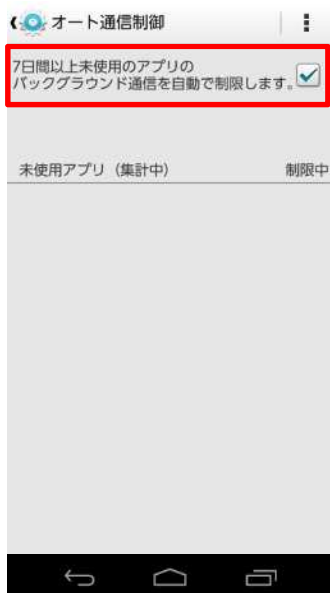 オート通信制御
7日間以上未使用のアプリの
バックグラウンド通信を自動で制限します。
未使用アプリ（集計中） 制限中